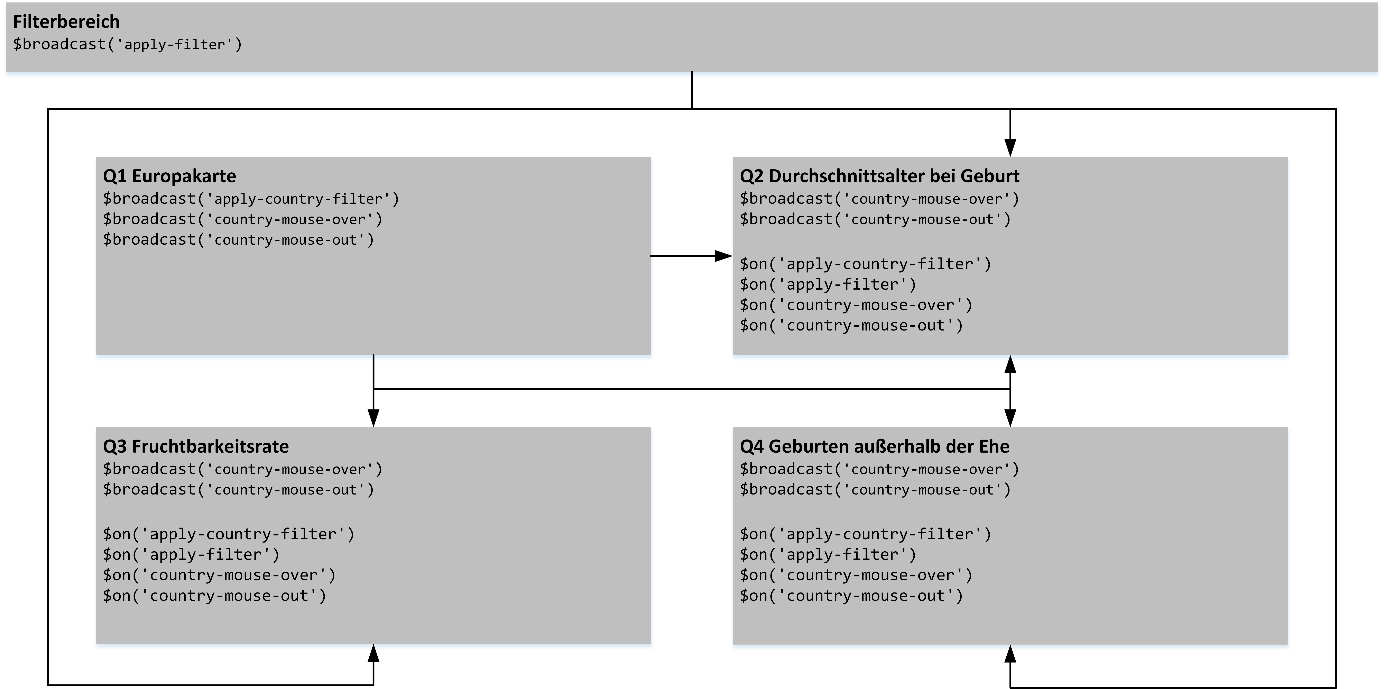 Filterbereich
$broadcast('apply-filter')
Q1 Europakarte
$broadcast('apply-country-filter')
$broadcast('country-mouse-over')
$broadcast('country-mouse-out')
Q2 Durchschnittsalter bei Geburt
$broadcast('country-mouse-over')
$broadcast('country-mouse-out')
$on('apply-country-filter')
$on('apply-filter')
$on('country-mouse-over')
$on('country-mouse-out')
Q3 Fruchtbarkeitsrate
$broadcast('country-mouse-over')
$broadcast('country-mouse-out')
$on('apply-country-filter')
$on('apply-filter')
$on('country-mouse-over')
$on('country-mouse-out')
Q4 Geburten außerhalb der Ehe
$broadcast('country-mouse-over')
$broadcast('country-mouse-out')
$on('apply-country-filter')
$on('apply-filter')
$on('country-mouse-over')
$on('country-mouse-out')